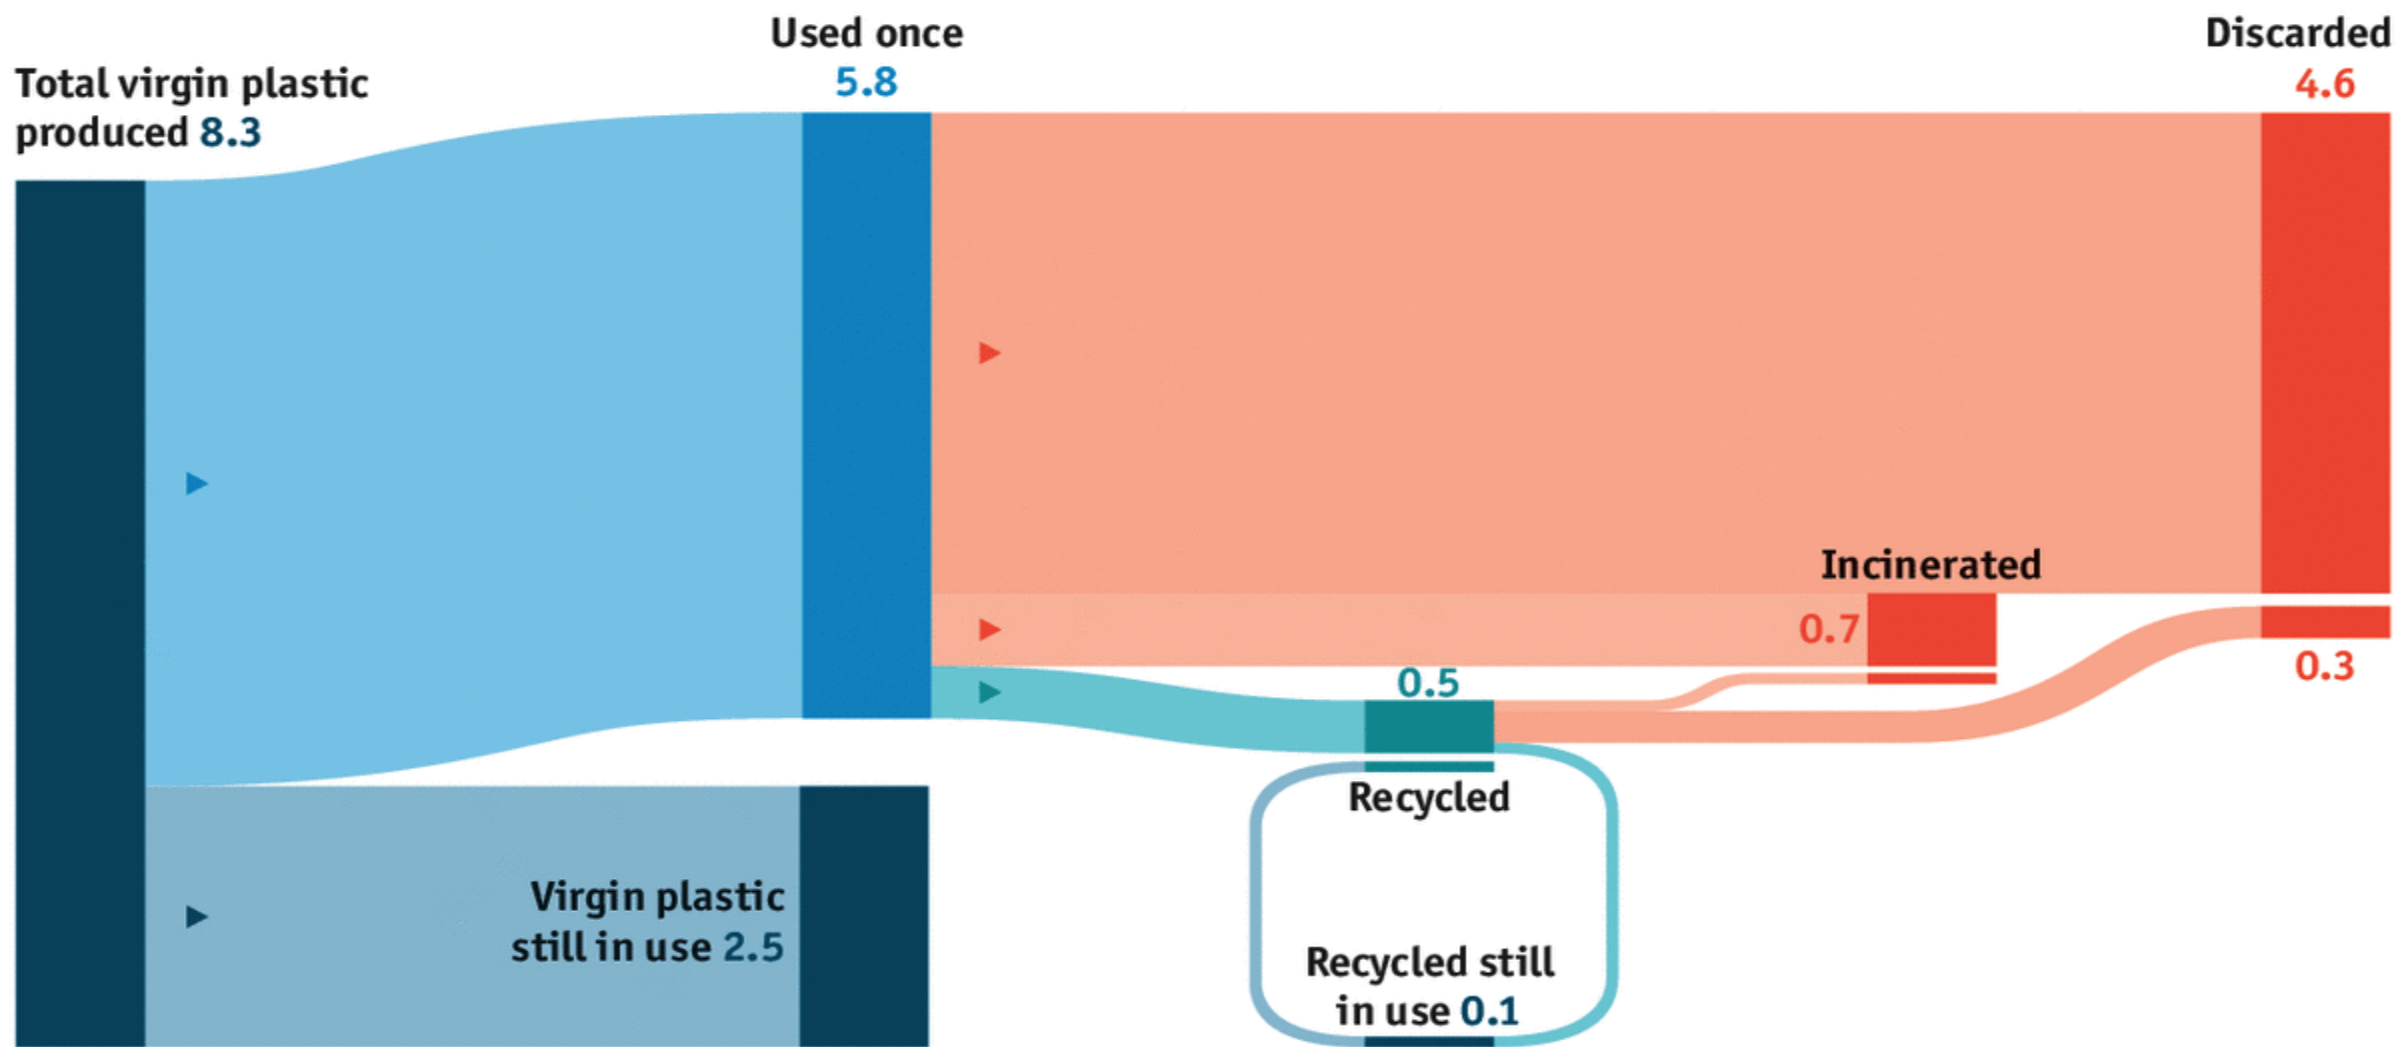 Total virgin plastic
produced 8.3
Used once
5.8
Discarded
4.6
Incinerated
0.7
0.5
0.3
Recycled
Virgin plastic
still in use 2.5
Recycled still
in use 0.1